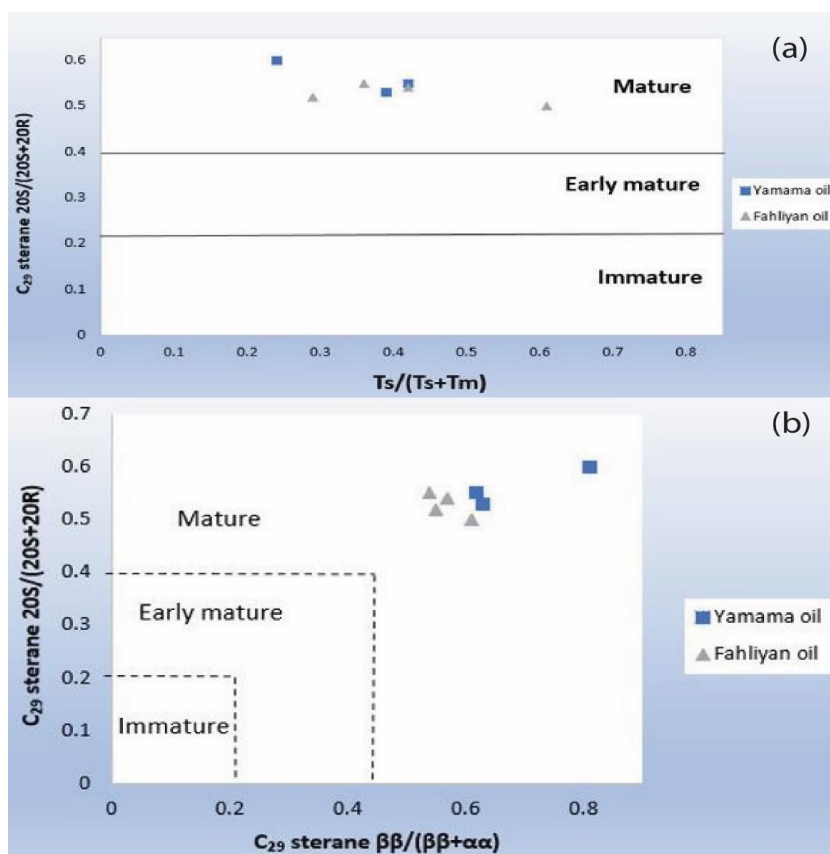 (a)
0.6
0.5
0.4
0.3
0.2
0.1
0
C₂₉ sterane 20S/(20S+20R)
Mature
Early mature
Immature
Yamama oil
Fahliyan oil
0 0.1 0.2 0.3 0.4 0.5 0.6 0.7 0.8
Ts/(Ts+Tm)
(b)
0.7
0.6
0.5
0.4
0.3
0.2
0.1
0
C₂₉ sterane 20S/(20S+20R)
Mature
Early mature
Immature
Yamama oil
Fahliyan oil
0 0.2 0.4 0.6 0.8
C₂₉ sterane ββ/(ββ+αα)